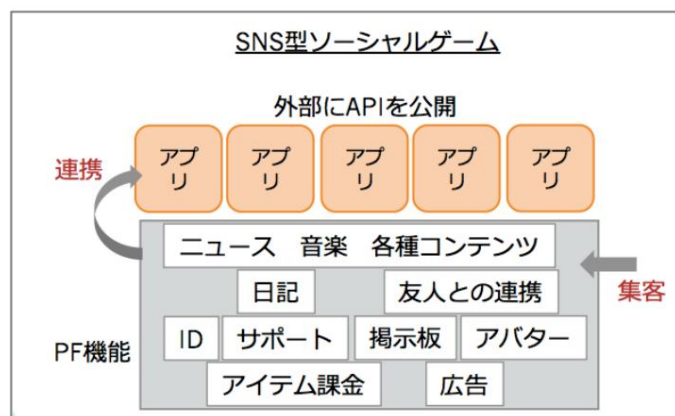 SNS型ソーシャルゲーム
外部にAPIを公開
連携
アプ
リ
アプ
リ
アプ
リ
アプ
リ
アプ
リ
ニュース 音楽 各種コンテンツ
集客
日記
友人との連携
PF機能
ID
サポート
掲示板
アバター
アイテム課金
広告